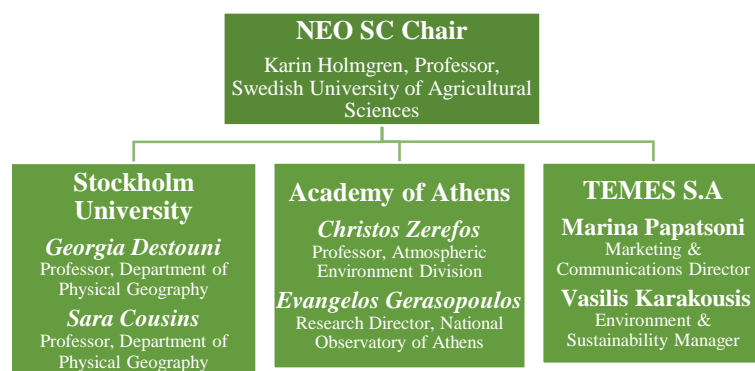 NEO SC Chair
Karin Holmgren, Professor,
Swedish University of Agricultural
Sciences
Stockholm
University
Georgia Destouni
Professor, Department of
Physical Geography
Sara Cousins
Professor, Department of
Physical Geography
Academy of Athens
Christos Zerefos
Professor, Atmospheric
Environment Division
Evangelos Gerasopoulos
Research Director, National
Observatory of Athens
TEMES S.A
Marina Papatsoni
Marketing &
Communications Director
Vasilis Karakousis
Environment &
Sustainability Manager